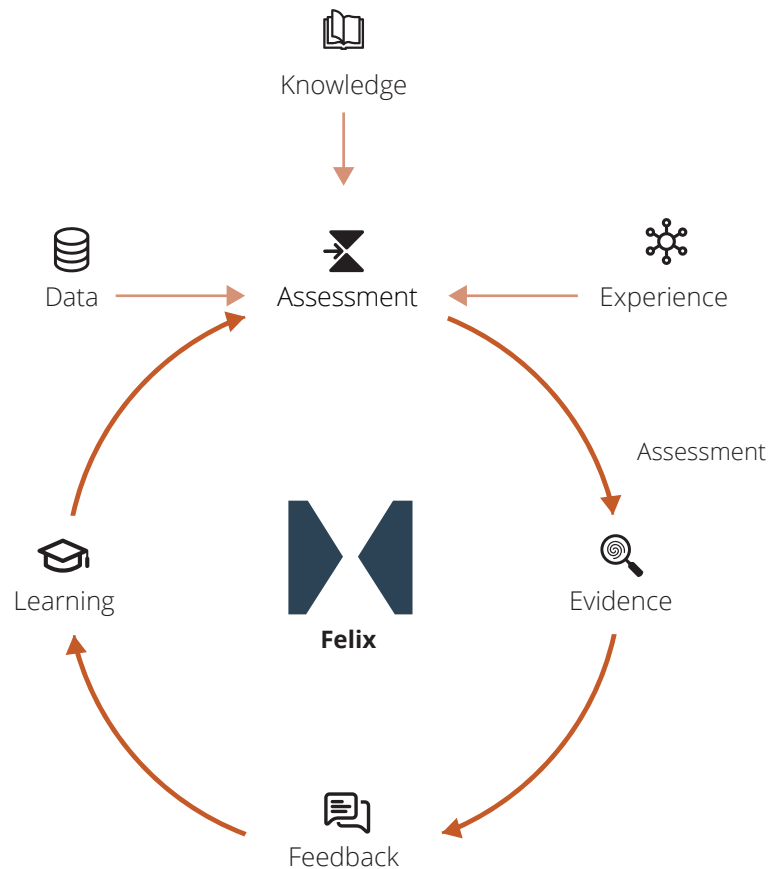 Knowledge
Data
Assessment
Experience
Assessment
Learning
Evidence
Felix
Feedback